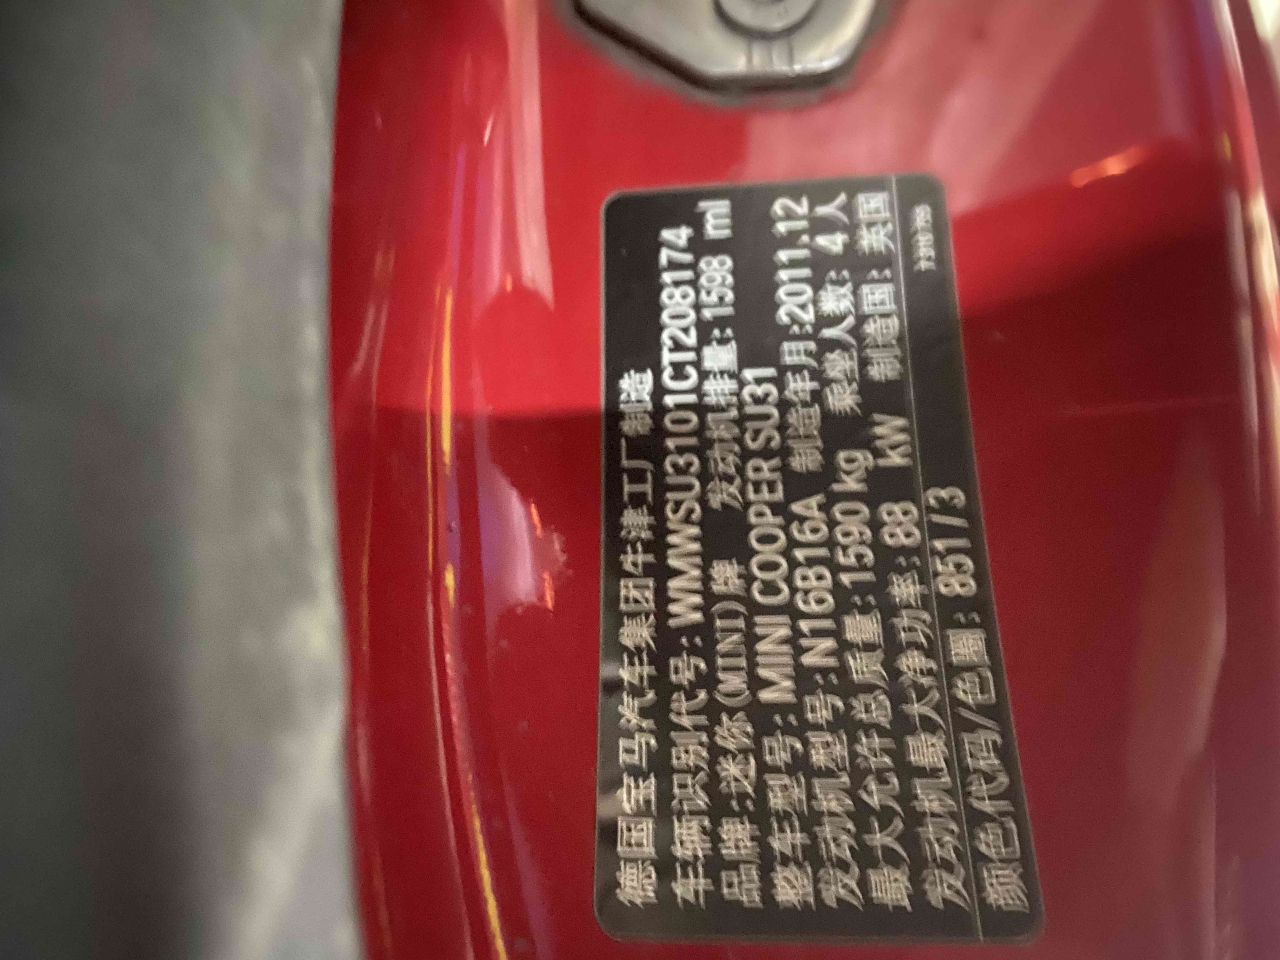 德国宝马汽车集团牛津工厂制造
车辆识别代号: WMWSU3101CT208174
品牌:迷你(MINI)牌 发动机排量:1598 ml
整车型号: MINI COOPER SU31
发动机型号:N16B16A 制造年月:2011.12
最大允许总质量:1590 kg 乘坐人数: 4人
发动机最大净功率:88 kW 制造国: 英国
颜色代码/色圈: 851/3